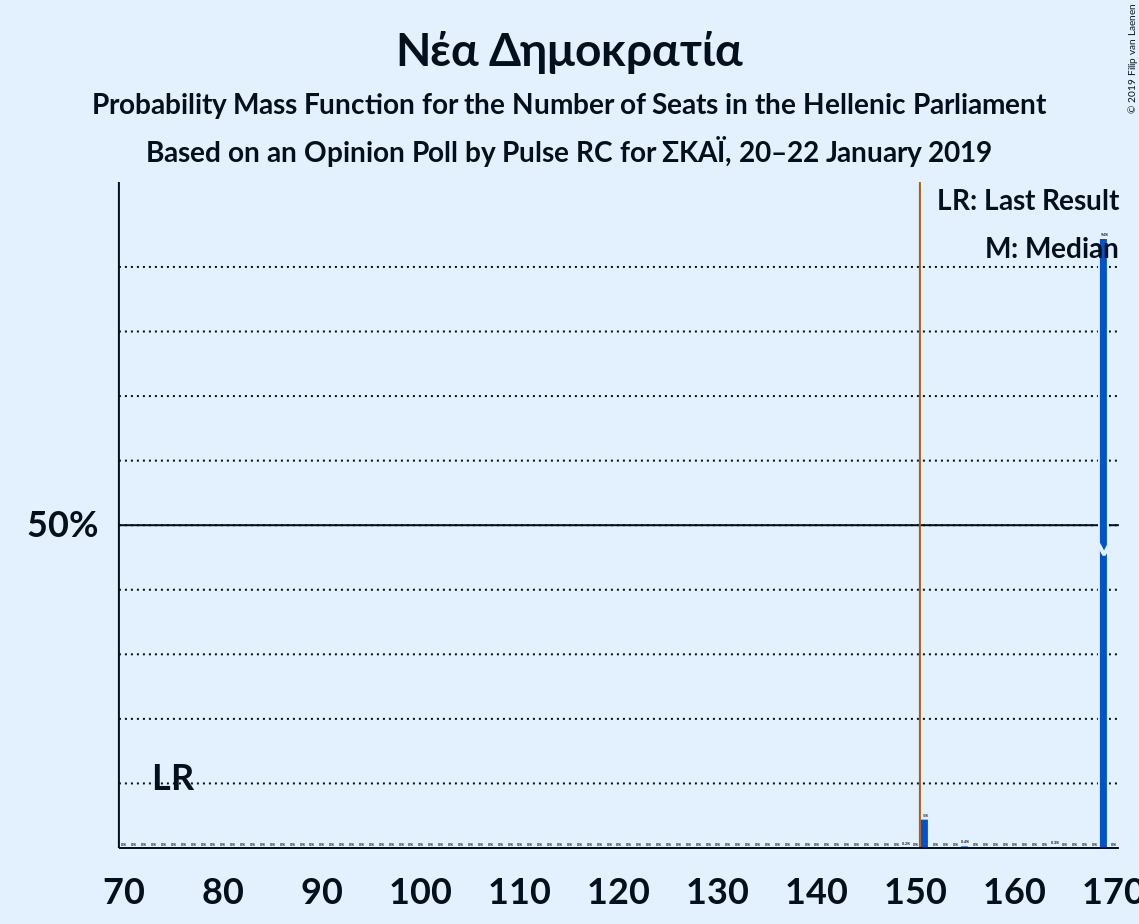 Νέα Δημοκρατία
Probability Mass Function for the Number of Seats in the Hellenic Parliament
Based on an Opinion Poll by Pulse RC for ΣΚΑΪ, 20–22 January 2019
© 2019 Filip van Laenen
LR: Last Result
M: Median
50%
LR
70 80 90 100 110 120 130 140 150 160 170